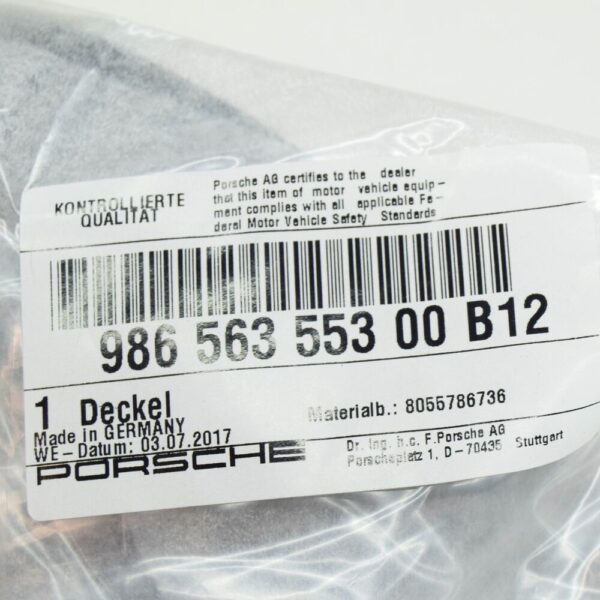 KONTROLLIERTE
QUALITÄT
Porsche AG certifies to the dealer
that this item of motor vehicle equip-
ment complies with all applicable Fe-
deral Motor Vehicle Safety Standards
986 563 553 00 B12
1 Deckel
Materialb.: 8055786736
Made in GERMANY
WE-Datum: 03.07.2017
PORSCHE
Dr. Ing. h.c. F.Porsche AG
Porscheplatz 1, D-70435 Stuttgart